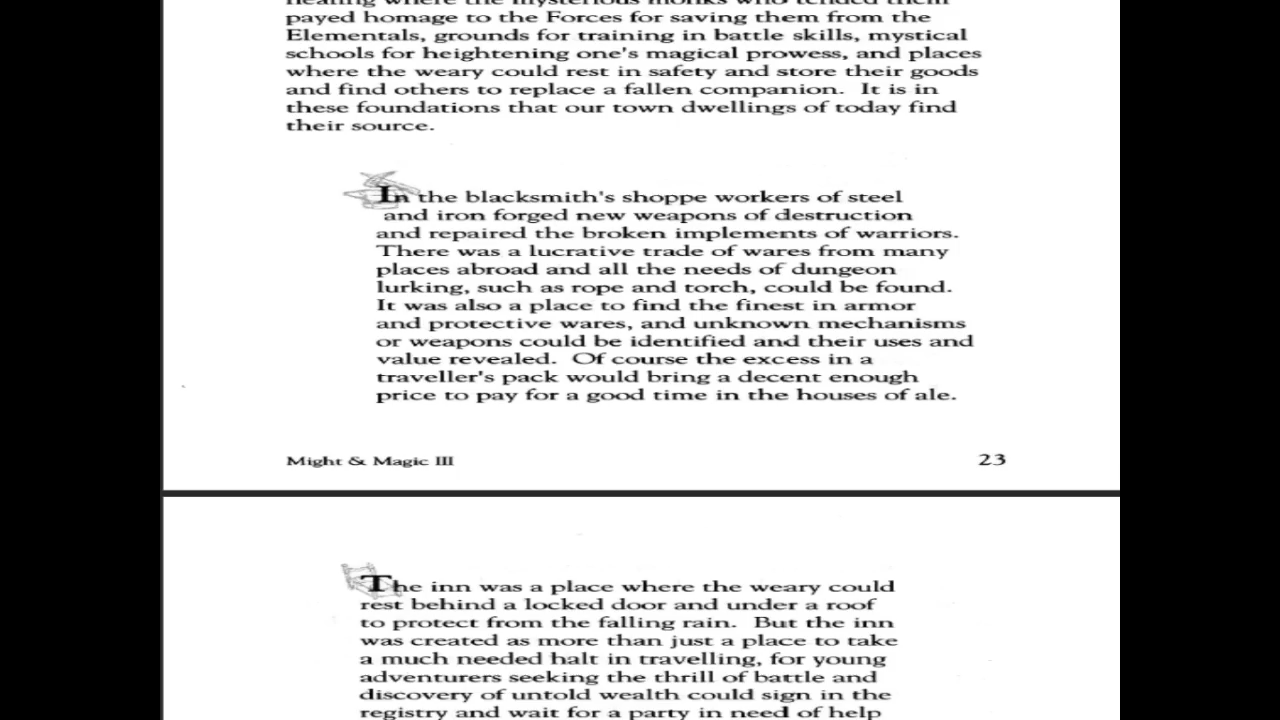 healing where the mysterious monks who tended them
payed homage to the Forces for saving them from the
Elementals, grounds for training in battle skills, mystical
schools for heightening one's magical prowess, and places
where the weary could rest in safety and store their goods
and find others to replace a fallen companion. It is in
these foundations that our town dwellings of today find
their source.
In the blacksmith's shoppe workers of steel
and iron forged new weapons of destruction
and repaired the broken implements of warriors.
There was a lucrative trade of wares from many
places abroad and all the needs of dungeon
lurking, such as rope and torch, could be found.
It was also a place to find the finest in armor
and protective wares, and unknown mechanisms
or weapons could be identified and their uses and
value revealed. Of course the excess in a
traveller's pack would bring a decent enough
price to pay for a good time in the houses of ale.
Might & Magic III 23
The inn was a place where the weary could
rest behind a locked door and under a roof
to protect from the falling rain. But the inn
was created as more than just a place to take
a much needed halt in travelling, for young
adventurers seeking the thrill of battle and
discovery of untold wealth could sign in the
registry and wait for a party in need of help